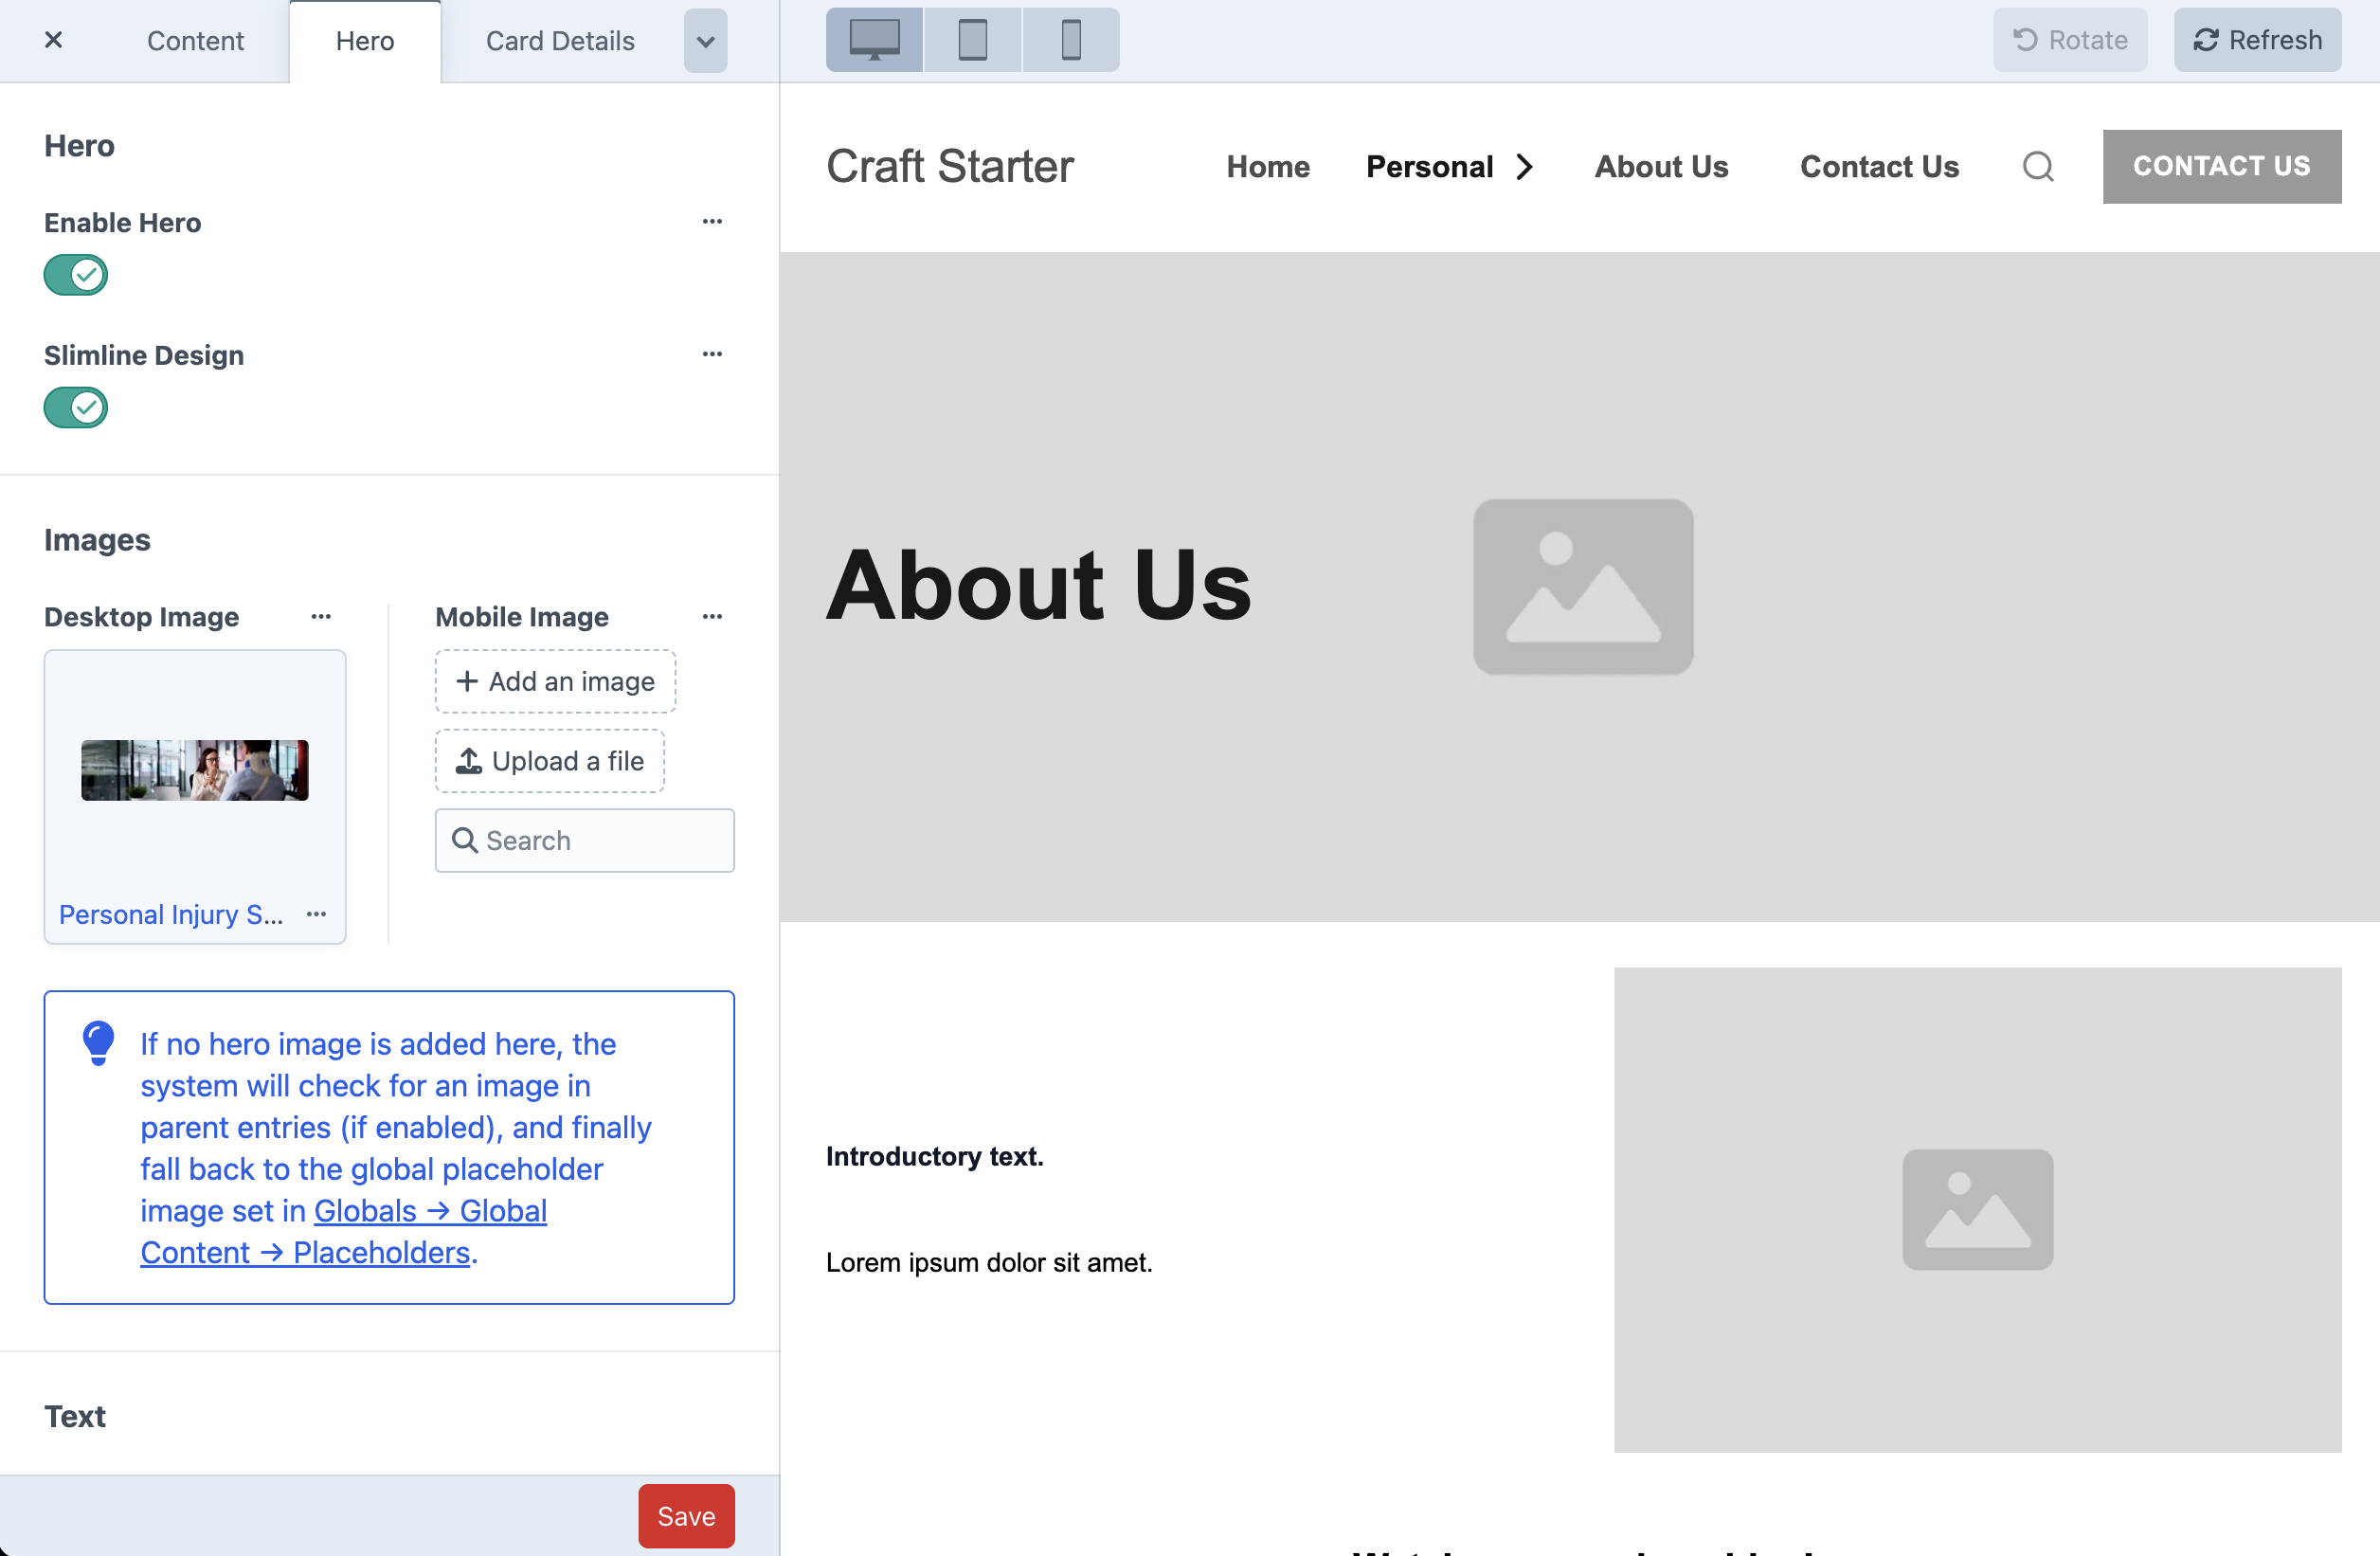 Content
Hero
Card Details
Rotate
Refresh
Hero
Enable Hero
Slimline Design
Images
Desktop Image
Mobile Image
Add an image
Upload a file
Search
Personal Injury S...
If no hero image is added here, the
system will check for an image in
parent entries (if enabled), and finally
fall back to the global placeholder
image set in Globals → Global
Content → Placeholders.
Text
Save
Craft Starter
Home
Personal
About Us
Contact Us
CONTACT US
About Us
Introductory text.
Lorem ipsum dolor sit amet.